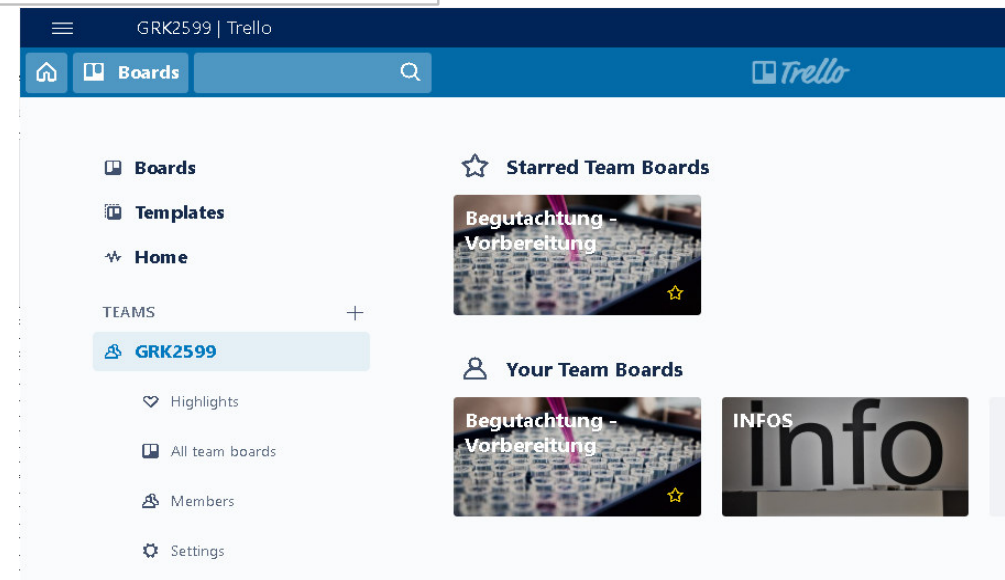 GRK2599 | Trello
Boards
Trello
Boards
Templates
Home
TEAMS
GRK2599
Highlights
All team boards
Members
Settings
Starred Team Boards
Begutachtung -
Vorbereitung
Your Team Boards
Begutachtung -
Vorbereitung
INFOS
info